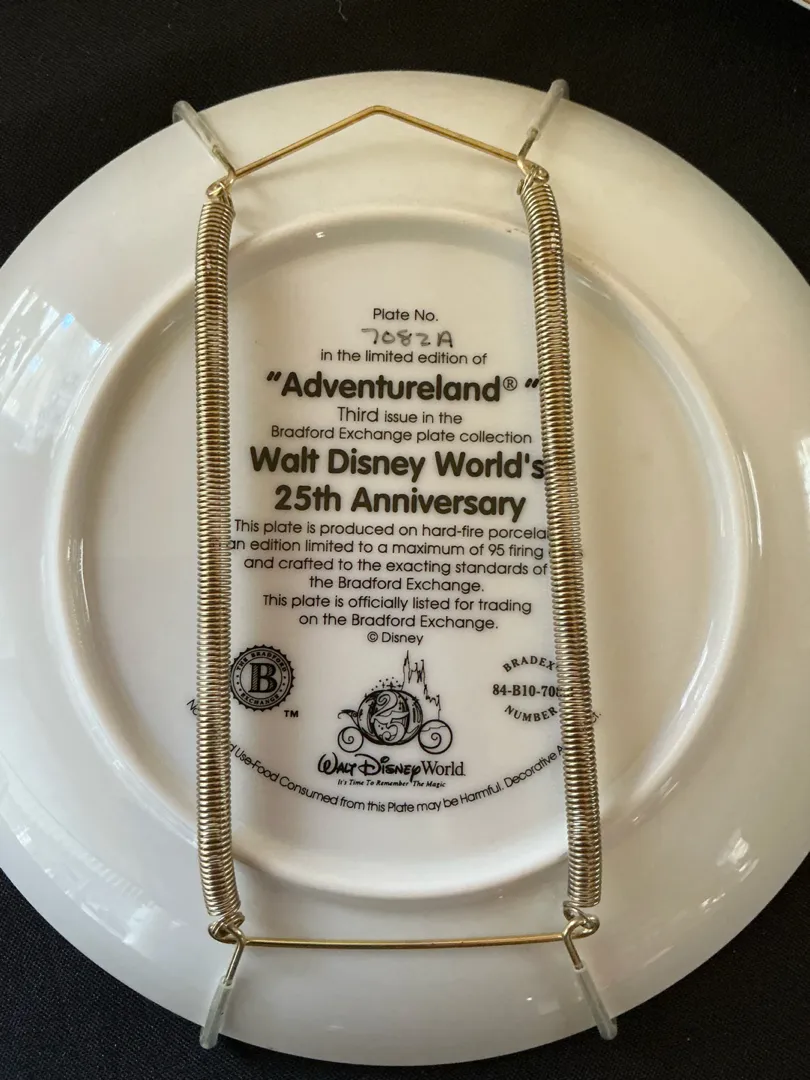 Plate No.
7082A
in the limited edition of
"Adventureland® "
Third issue in the
Bradford Exchange plate collection
Walt Disney World's
25th Anniversary
This plate is produced on hard-fire
an edition limited to a maximum of 95 firing
and crafted to the exacting standards of
the Bradford Exchange.
This plate is officially listed for trading
on the Bradford Exchange.
© Disney
THE BRADFORD
B
EXCHANGE
TM
25
84-B10-
NUMBER
Walt Disney World
It's Time To Remember The Magic
Use-Food Consumed from this Plate may be Harmful. Decorative